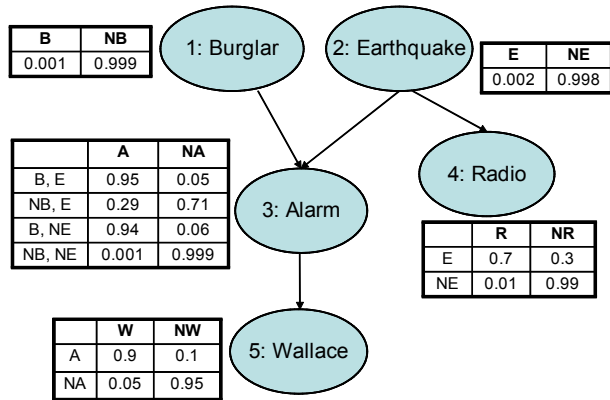 B NB
0.001 0.999
1: Burglar
2: Earthquake
E NE
0.002 0.998
A NA
B, E 0.95 0.05
NB, E 0.29 0.71
B, NE 0.94 0.06
NB, NE 0.001 0.999
3: Alarm
4: Radio
R NR
E 0.7 0.3
NE 0.01 0.99
W NW
A 0.9 0.1
NA 0.05 0.95
5: Wallace